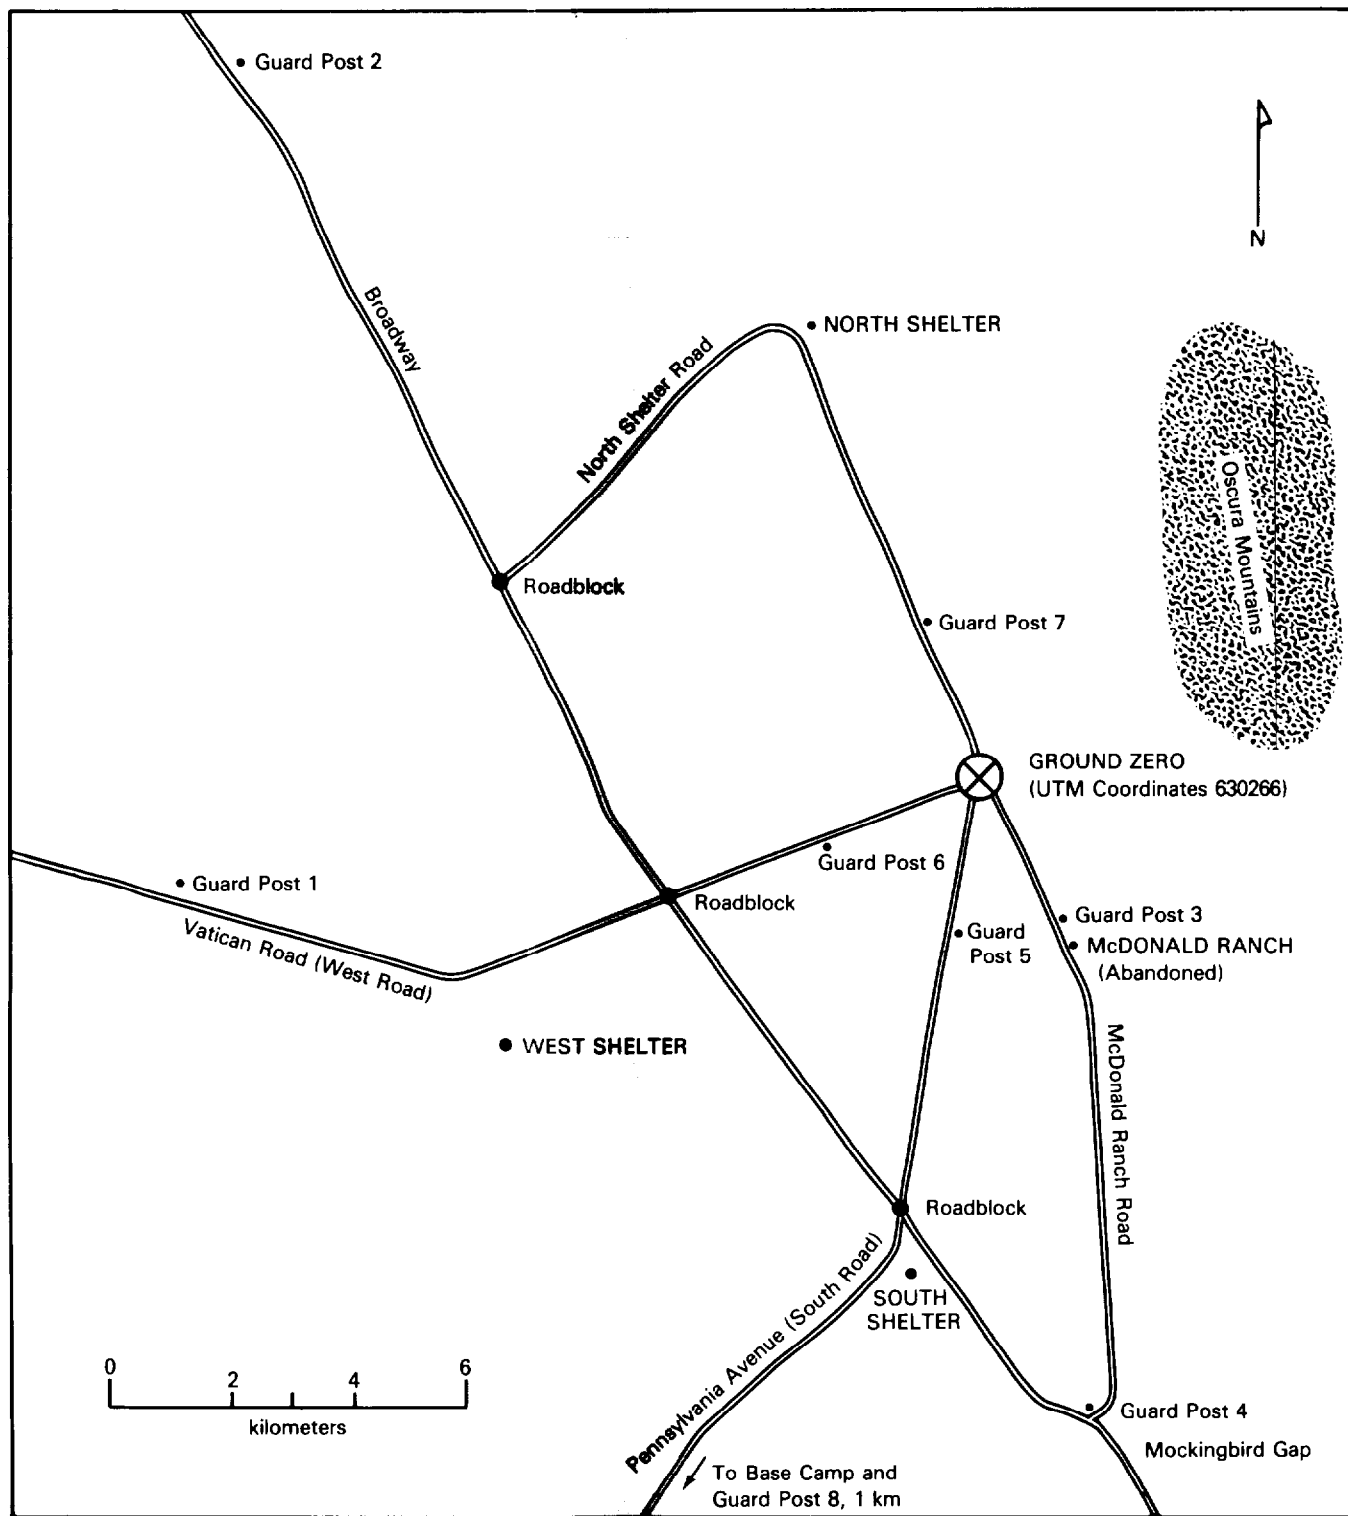 Guard Post 2
N
Broadway
NORTH SHELTER
North Shelter Road
Oscura Mountains
Roadblock
Guard Post 7
GROUND ZERO
(UTM Coordinates 630266)
Guard Post 6
Guard Post 1
Roadblock
Guard Post 3
Vatican Road (West Road)
Guard
Post 5
McDONALD RANCH
(Abandoned)
WEST SHELTER
McDonald Ranch Road
Roadblock
Pennsylvania Avenue (South Road)
SOUTH
SHELTER
0
2
4
6
kilometers
Guard Post 4
Mockingbird Gap
To Base Camp and
Guard Post 8, 1 km